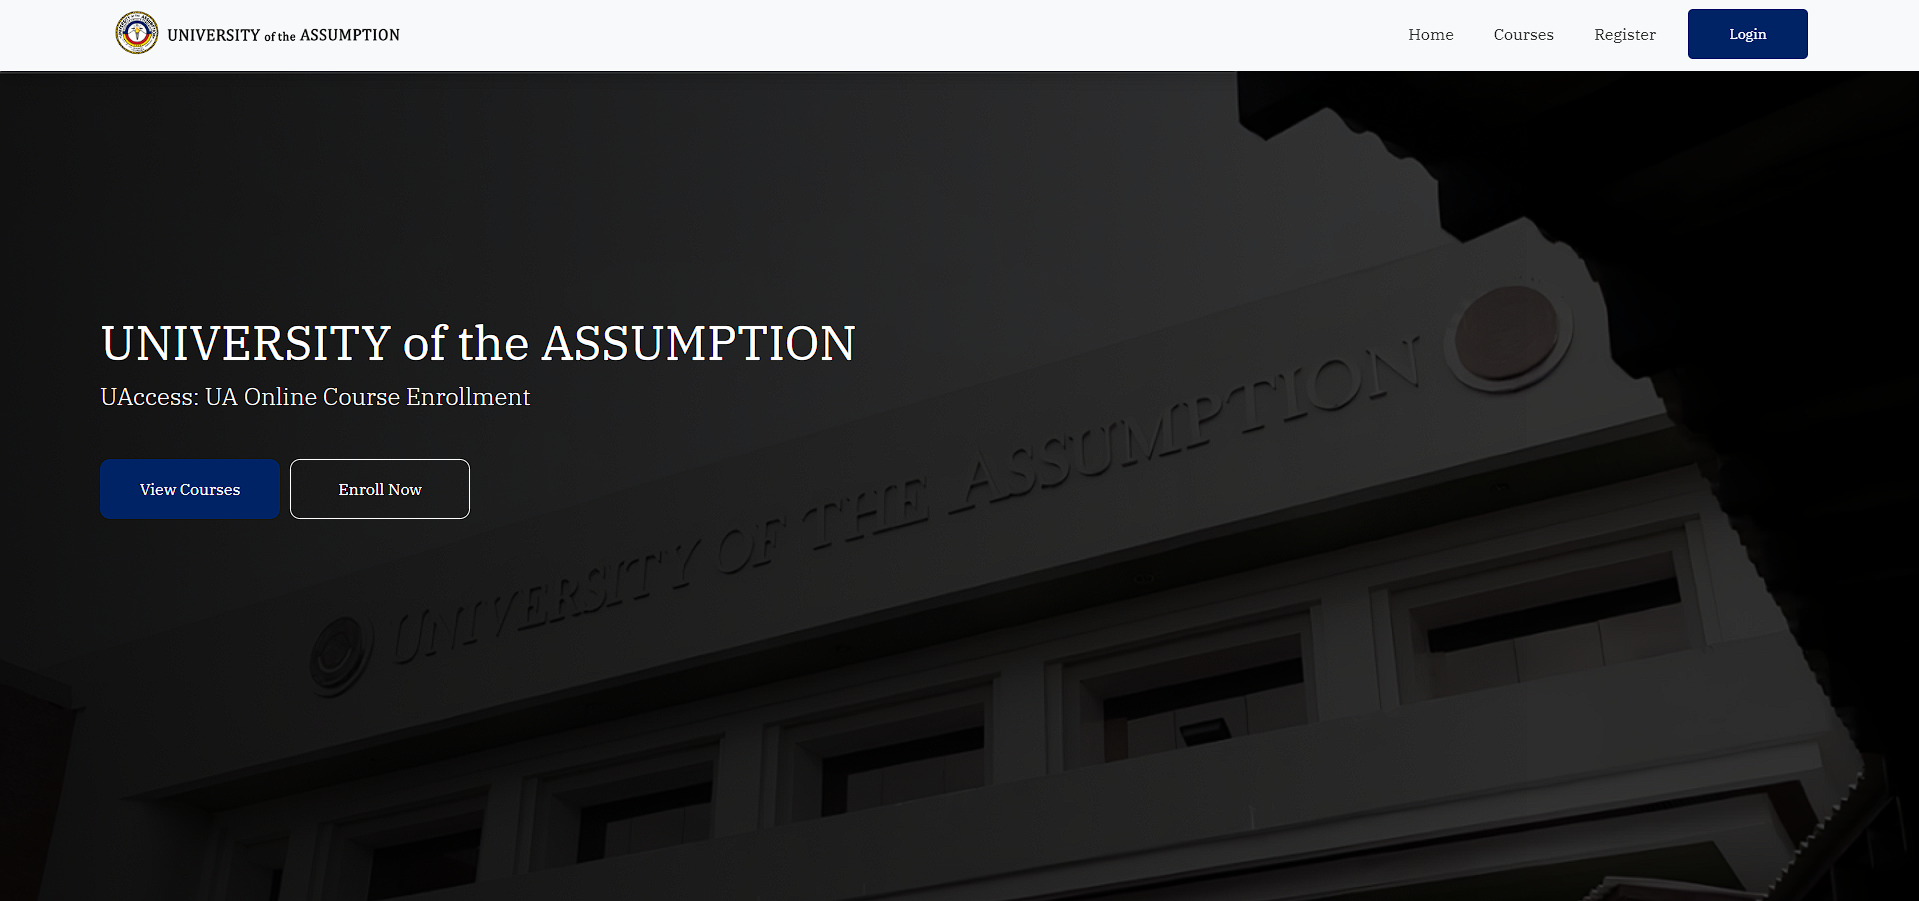 UNIVERSITY of the ASSUMPTION
Home
Courses
Register
Login
UNIVERSITY of the ASSUMPTION
UAccess: UA Online Course Enrollment
View Courses
Enroll Now
UNIVERSITY OF THE ASSUMPTION